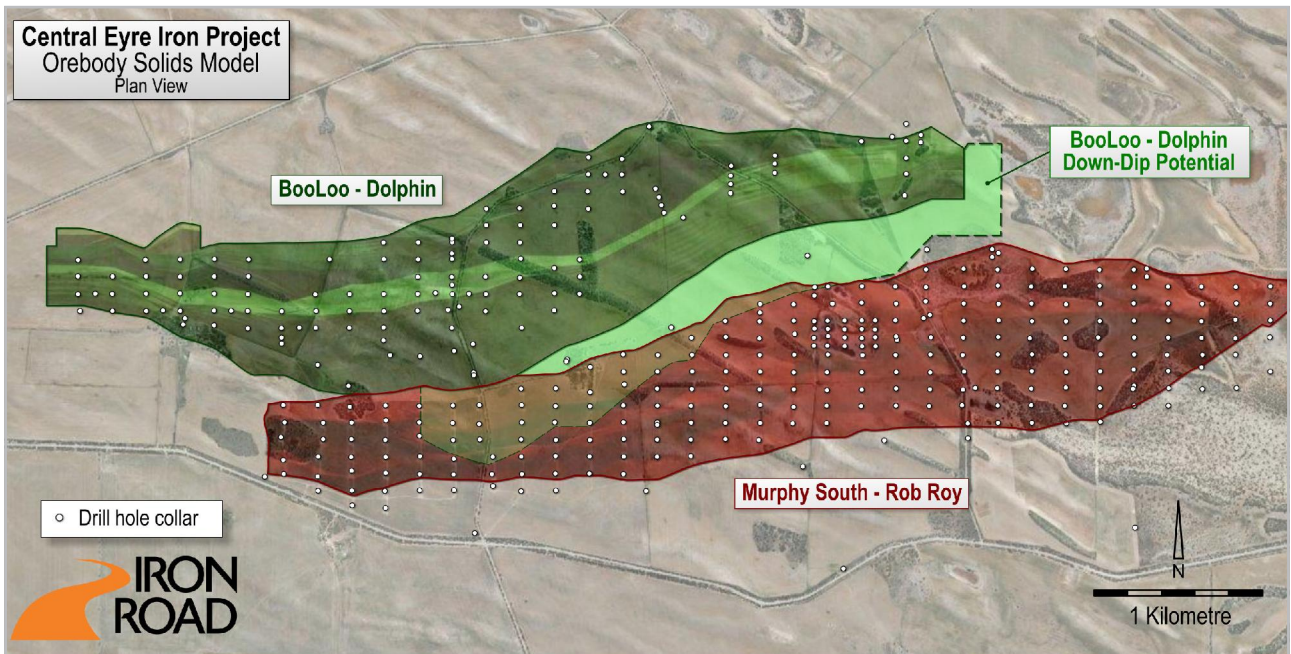 Central Eyre Iron Project
Orebody Solids Model
Plan View
BooLoo - Dolphin
Down-Dip Potential
BooLoo - Dolphin
Murphy South - Rob Roy
Drill hole collar
IRON
ROAD
N
1 Kilometre